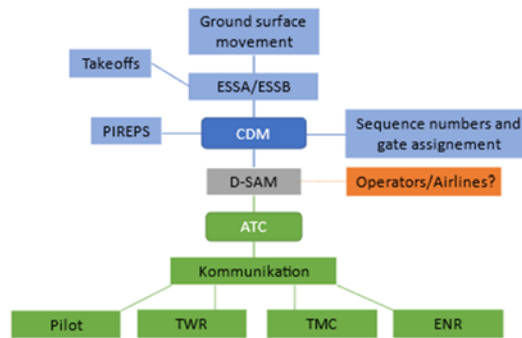 Ground surface
movement
Takeoffs
ESSA/ESSB
PIREPS
CDM
Sequence numbers and
gate assignement
D-SAM
Operators/Airlines?
ATC
Kommunikation
Pilot
TWR
TMC
ENR